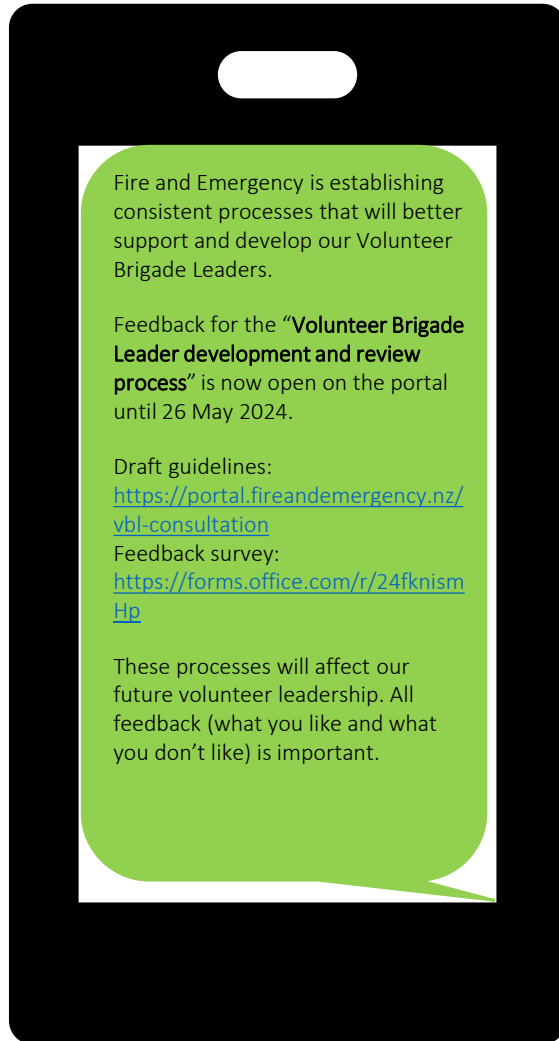 Fire and Emergency is establishing
consistent processes that will better
support and develop our Volunteer
Brigade Leaders.
Feedback for the “Volunteer Brigade
Leader development and review
process” is now open on the portal
until 26 May 2024.
Draft guidelines:
https://portal.fireandemergency.nz/
vbl-consultation
Feedback survey:
https://forms.office.com/r/24fknism
Hp
These processes will affect our
future volunteer leadership. All
feedback (what you like and what
you don’t like) is important.